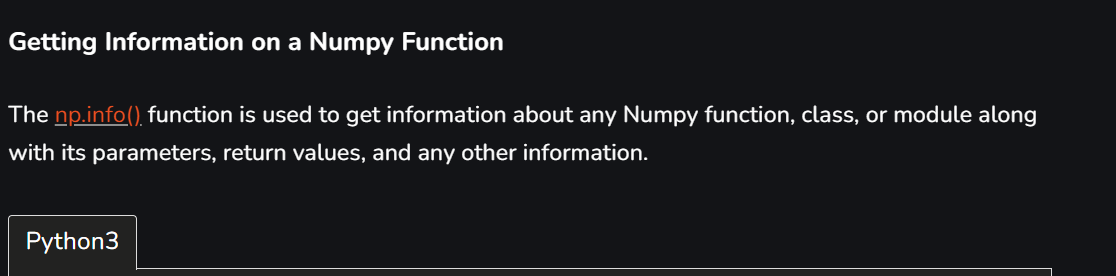 Getting Information on a Numpy Function
The np.info() function is used to get information about any Numpy function, class, or module along
with its parameters, return values, and any other information.
Python3